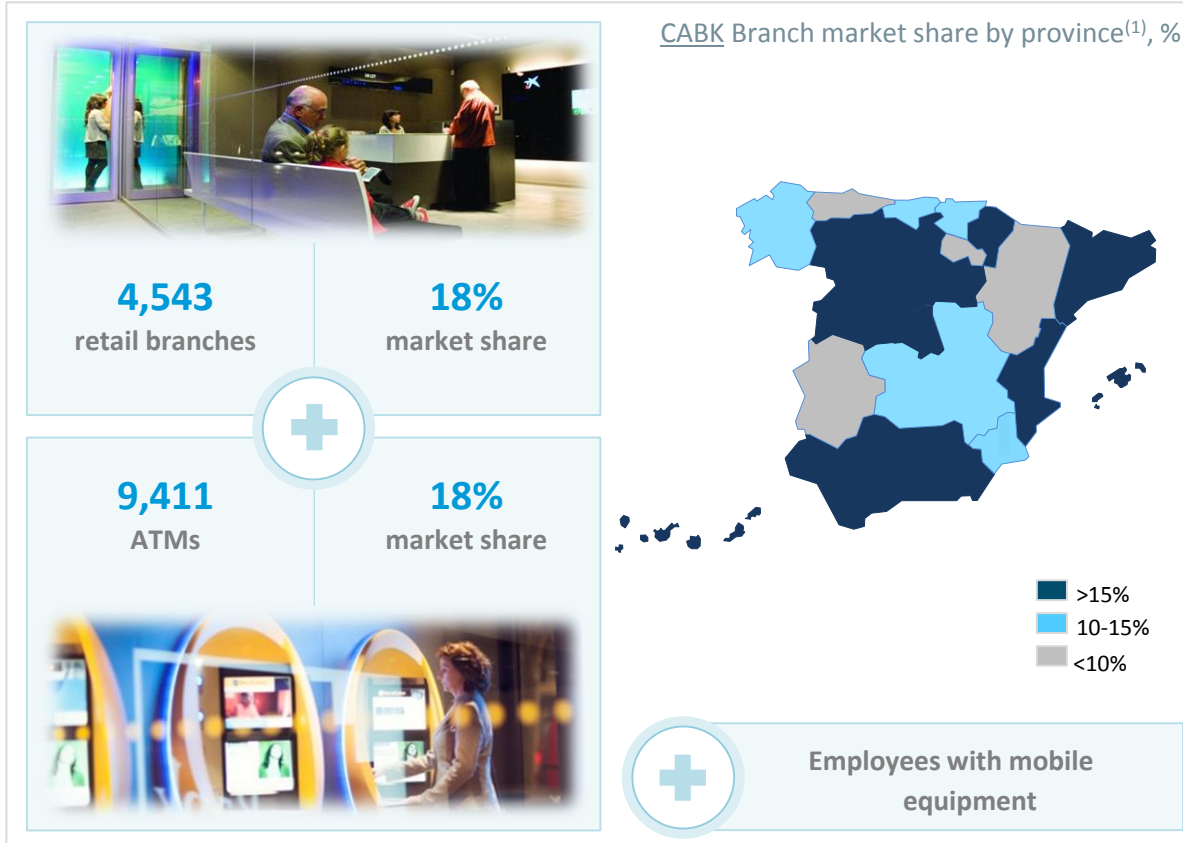 CABK Branch market share by province(1), %
4,543
retail branches
18%
market share
9,411
ATMs
18%
market share
>15%
10-15%
<10%
Employees with mobile
equipment